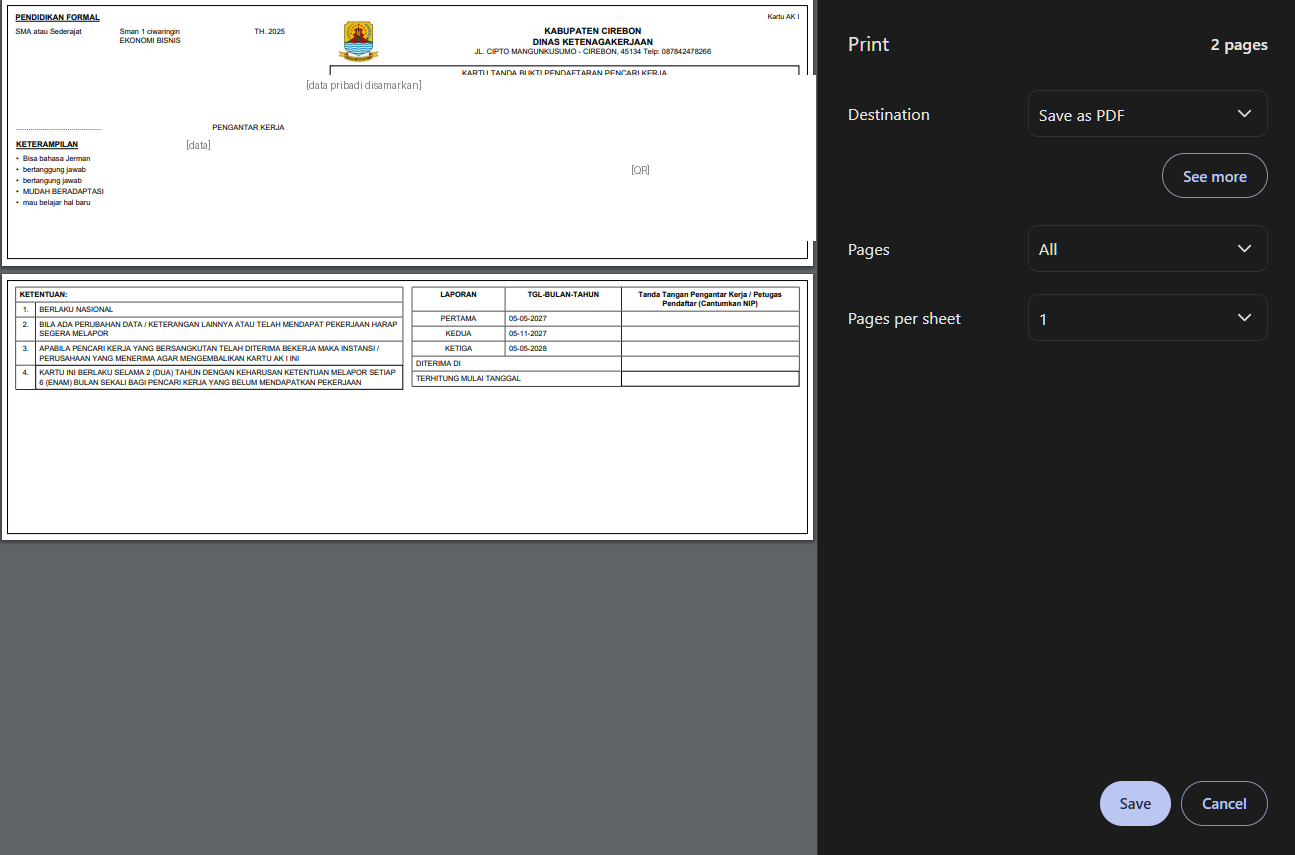 PENDIDIKAN FORMAL
SMA atau Sederajat
Sman 1 ciwaringin
EKONOMI BISNIS
TH. 2025
Kartu AK I
KABUPATEN CIREBON
DINAS KETENAGAKERJAAN
JL. CIPTO MANGUNKUSUMO - CIREBON, 45134 Telp: 087842478266
KARTU TANDA BUKTI PENDAFTARAN PENCARI KERJA
[data pribadi disamarkan]
PENGANTAR KERJA
KETERAMPILAN
[data]
• Bisa bahasa Jerman
• bertanggung jawab
• bertangung jawab
• MUDAH BERADAPTASI
• mau belajar hal baru
[QR]
KETENTUAN:
1. BERLAKU NASIONAL
2. BILA ADA PERUBAHAN DATA / KETERANGAN LAINNYA ATAU TELAH MENDAPAT PEKERJAAN HARAP
SEGERA MELAPOR
3. APABILA PENCARI KERJA YANG BERSANGKUTAN TELAH DITERIMA BEKERJA MAKA INSTANSI /
PERUSAHAAN YANG MENERIMA AGAR MENGEMBALIKAN KARTU AK I INI
4. KARTU INI BERLAKU SELAMA 2 (DUA) TAHUN DENGAN KEHARUSAN KETENTUAN MELAPOR SETIAP
6 (ENAM) BULAN SEKALI BAGI PENCARI KERJA YANG BELUM MENDAPATKAN PEKERJAAN
LAPORAN TGL-BULAN-TAHUN Tanda Tangan Pengantar Kerja / Petugas
Pendaftar (Cantumkan NIP)
PERTAMA 05-05-2027
KEDUA 05-11-2027
KETIGA 05-05-2028
DITERIMA DI
TERHITUNG MULAI TANGGAL
Print
2 pages
Destination
Save as PDF
See more
Pages
All
Pages per sheet
1
Save
Cancel